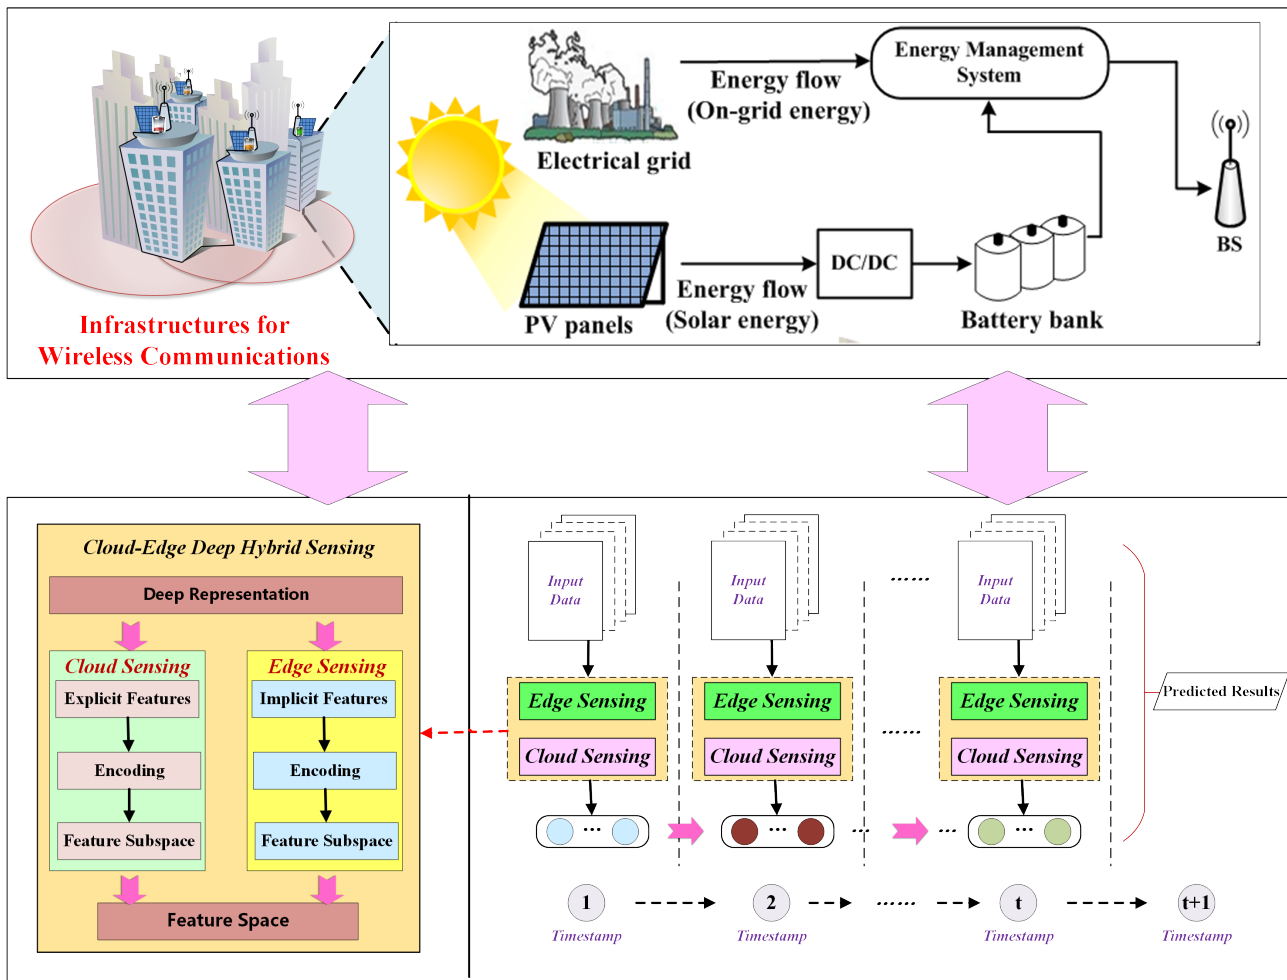 Energy Management
System
Energy flow
(On-grid energy)
Electrical grid
BS
DC/DC
Energy flow
(Solar energy)
PV panels
Battery bank
Infrastructures for
Wireless Communications
Cloud-Edge Deep Hybrid Sensing
Deep Representation
Cloud Sensing
Explicit Features
Encoding
Feature Subspace
Edge Sensing
Implicit Features
Encoding
Feature Subspace
Feature Space
Input
Data
Input
Data
......
Input
Data
Edge Sensing
Edge Sensing
Edge Sensing
Cloud Sensing
Cloud Sensing
......
Cloud Sensing
Predicted Results
...
...
...
...
...
1
2
......
t
t+1
Timestamp
Timestamp
Timestamp
Timestamp